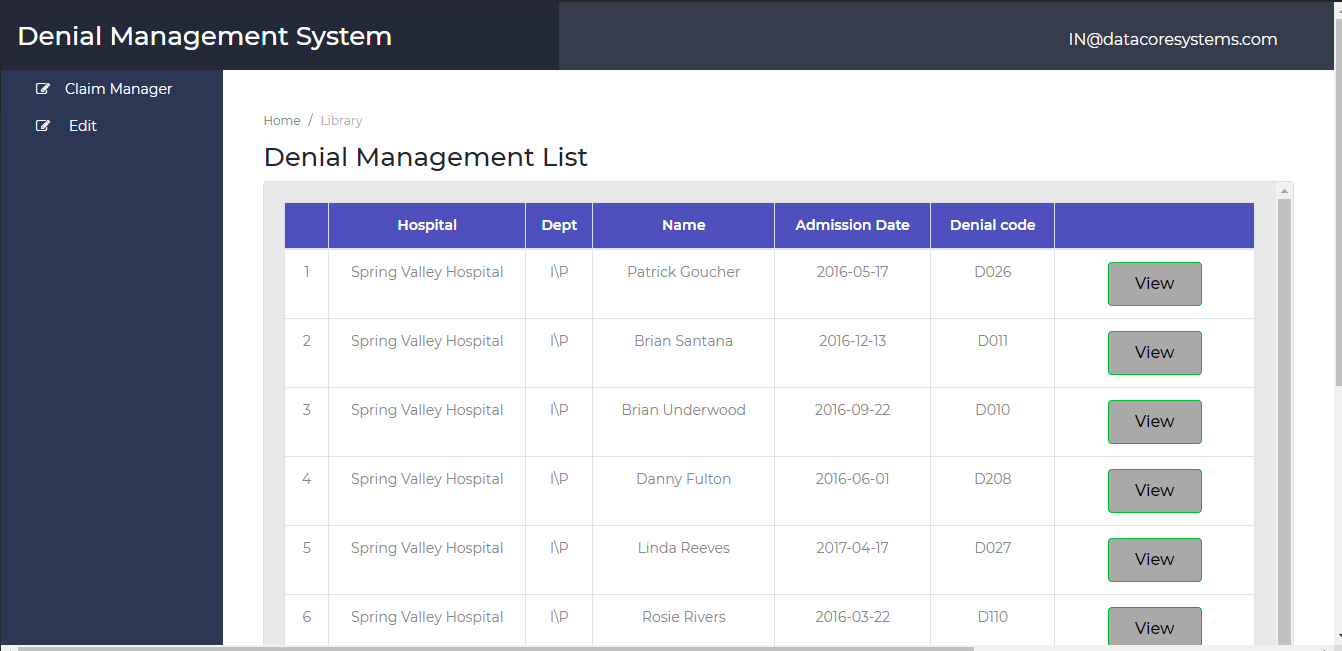 Denial Management System
IN@datacoresystems.com
Claim Manager
Edit
Home / Library
Denial Management List
Hospital Dept Name Admission Date Denial code
1 Spring Valley Hospital I\P Patrick Goucher 2016-05-17 D026 View
2 Spring Valley Hospital I\P Brian Santana 2016-12-13 D011 View
3 Spring Valley Hospital I\P Brian Underwood 2016-09-22 D010 View
4 Spring Valley Hospital I\P Danny Fulton 2016-06-01 D208 View
5 Spring Valley Hospital I\P Linda Reeves 2017-04-17 D027 View
6 Spring Valley Hospital I\P Rosie Rivers 2016-03-22 D110 View